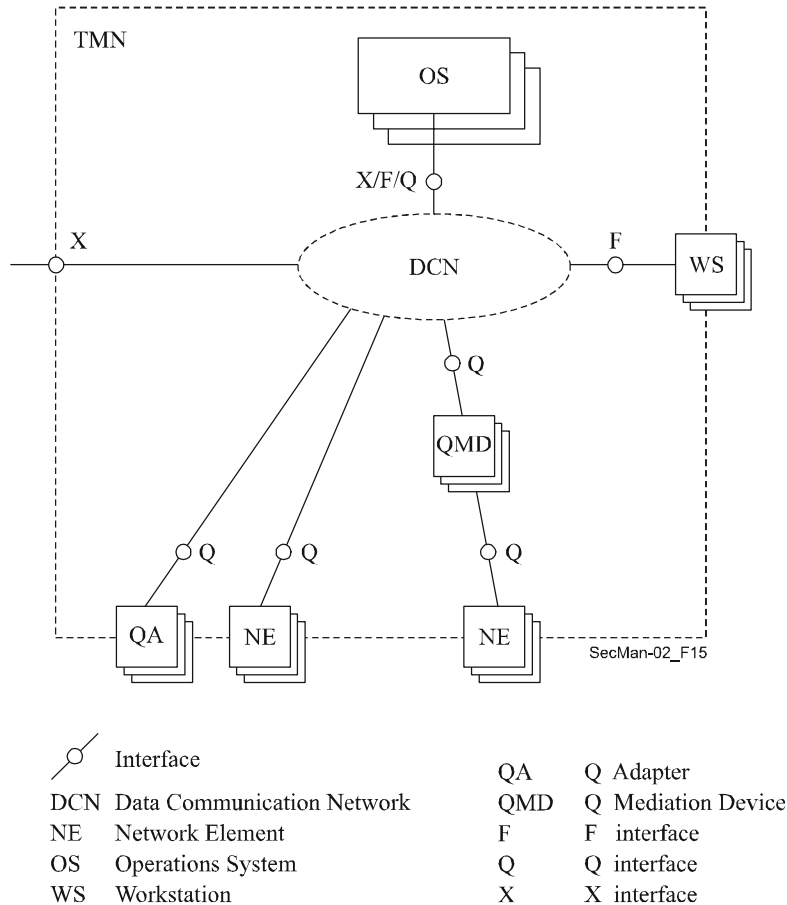 TMN
OS
X/F/Q
X
DCN
F
WS
Q
QMD
Q
Q
Q
QA
NE
NE
SecMan-02_F15
Interface
DCN Data Communication Network
NE Network Element
OS Operations System
WS Workstation
QA Q Adapter
QMD Q Mediation Device
F F interface
Q Q interface
X X interface